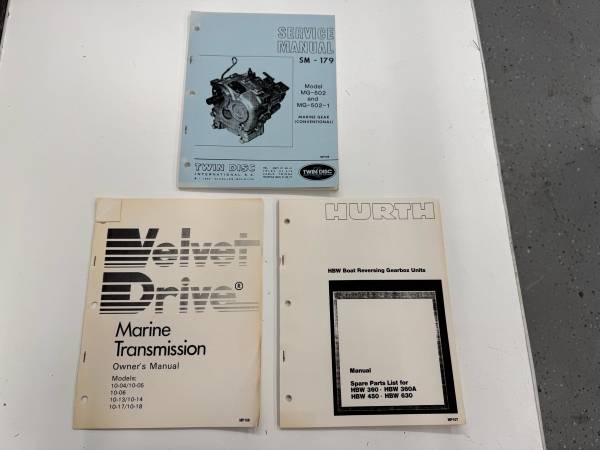 SERVICE
MANUAL
SM - 179
Model
MG-502
and
MG-502-1
MARINE GEAR
(CONVENTIONAL)
TWIN DISC
INTERNATIONAL S.A.
TWIN DISC
Velvet
Drive®
Marine
Transmission
Owner's Manual
Models:
10-04/10-05
10-06
10-13/10-14
10-17/10-18
HURTH
HBW Boat Reversing Gearbox Units
Manual
Spare Parts List for
HBW 360 · HBW 360A
HBW 450 · HBW 630